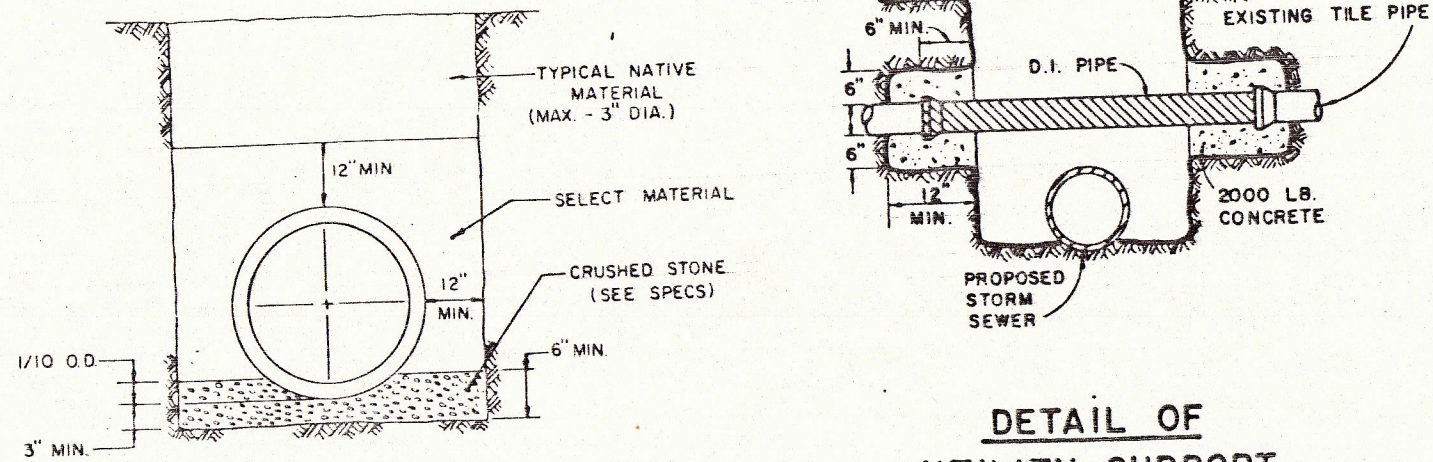 TYPICAL NATIVE
MATERIAL
(MAX. - 3" DIA.)
12" MIN
SELECT MATERIAL
CRUSHED STONE
(SEE SPECS)
12"
MIN.
6" MIN.
1/10 O.D.
3" MIN.
EXISTING TILE PIPE
6" MIN.
D.I. PIPE
6"
6"
12"
MIN.
2000 LB.
CONCRETE
PROPOSED
STORM
SEWER
DETAIL OF
UTILITY SUPPORT